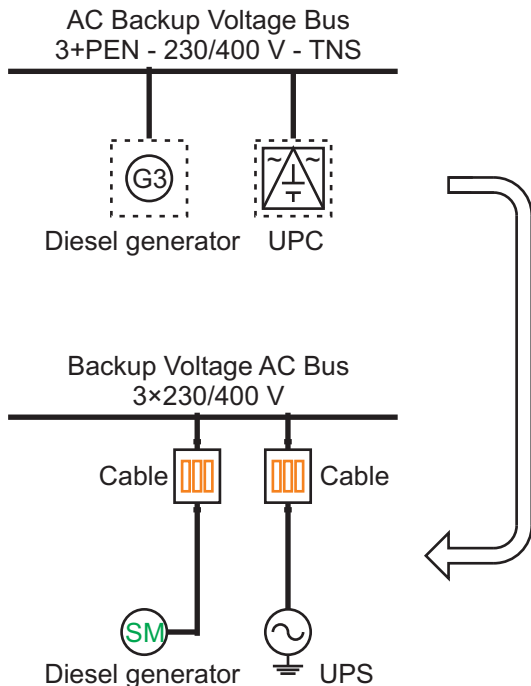 AC Backup Voltage Bus
3+PEN - 230/400 V - TNS
G3
~ ~
Diesel generator UPC
Backup Voltage AC Bus
3×230/400 V
Cable Cable
SM
Diesel generator UPS